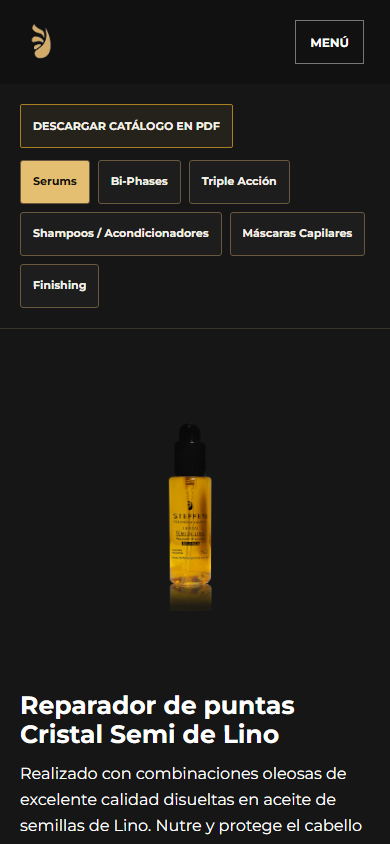 MENÚ
DESCARGAR CATÁLOGO EN PDF
Serums
Bi-Phases
Triple Acción
Shampoos / Acondicionadores
Máscaras Capilares
Finishing
STEFFEN
Reparador de puntas
Cristal Semi de Lino
Realizado con combinaciones oleosas de
excelente calidad disueltas en aceite de
semillas de Lino. Nutre y protege el cabello